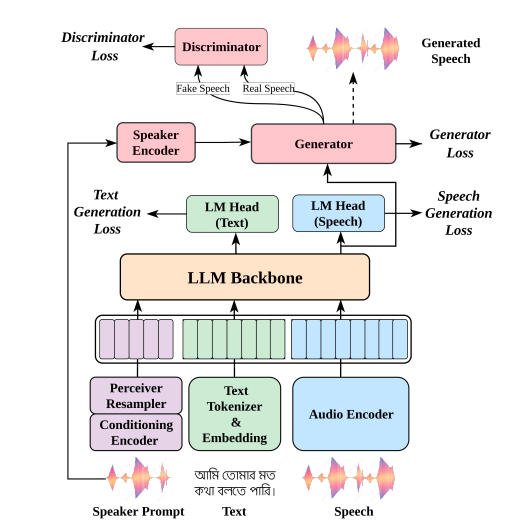 Discriminator
Loss
Discriminator
Generated
Speech
Fake Speech
Real Speech
Speaker
Encoder
Generator
Generator
Loss
Text
Generation
Loss
LM Head
(Text)
LM Head
(Speech)
Speech
Generation
Loss
LLM Backbone
Perceiver
Resampler
Conditioning
Encoder
Text
Tokenizer
&
Embedding
Audio Encoder
আমি তোমার মত
কথা বলতে পারি।
Speaker Prompt
Text
Speech